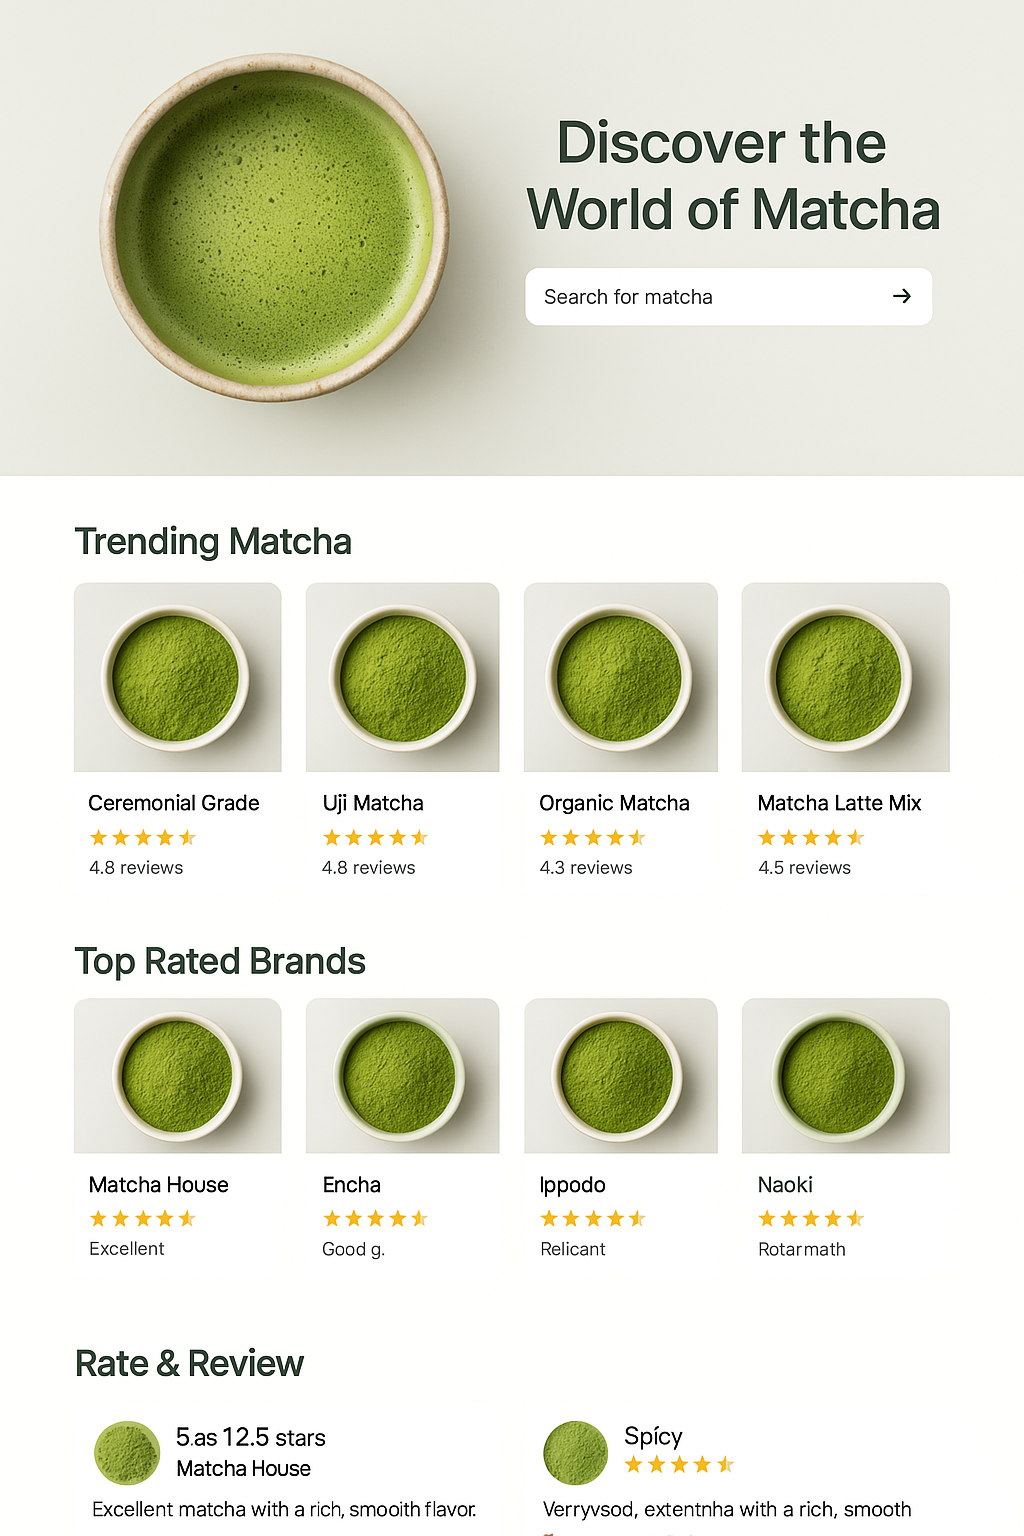 Discover the
World of Matcha
Search for matcha
Trending Matcha
Ceremonial Grade
4.8 reviews
Uji Matcha
4.8 reviews
Organic Matcha
4.3 reviews
Matcha Latte Mix
4.5 reviews
Top Rated Brands
Matcha House
Excellent
Encha
Good g.
Ippodo
Relicant
Naoki
Rotarmath
Rate & Review
5.as 12.5 stars
Matcha House
Excellent matcha with a rich, smooith flavor.
Spícy
Verryvsod, extentnha with a rich, smooth